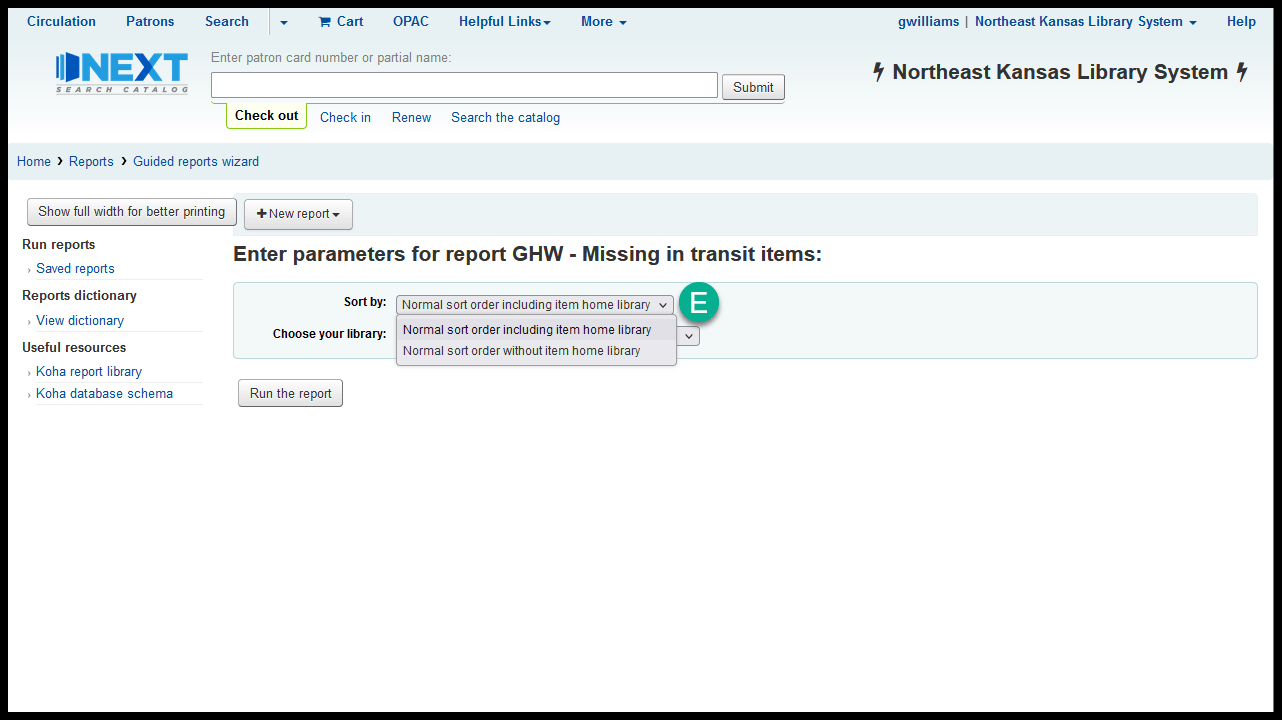 Circulation Patrons Search Cart OPAC Helpful Links More gwilliams | Northeast Kansas Library System Help
NEXT
SEARCH CATALOG
Enter patron card number or partial name:
Submit
Northeast Kansas Library System
Check out Check in Renew Search the catalog
Home › Reports › Guided reports wizard
Show full width for better printing
New report
Run reports
› Saved reports
Reports dictionary
› View dictionary
Useful resources
› Koha report library
› Koha database schema
Enter parameters for report GHW - Missing in transit items:
Sort by: Normal sort order including item home library E
Normal sort order including item home library
Choose your library:
Normal sort order without item home library
Run the report